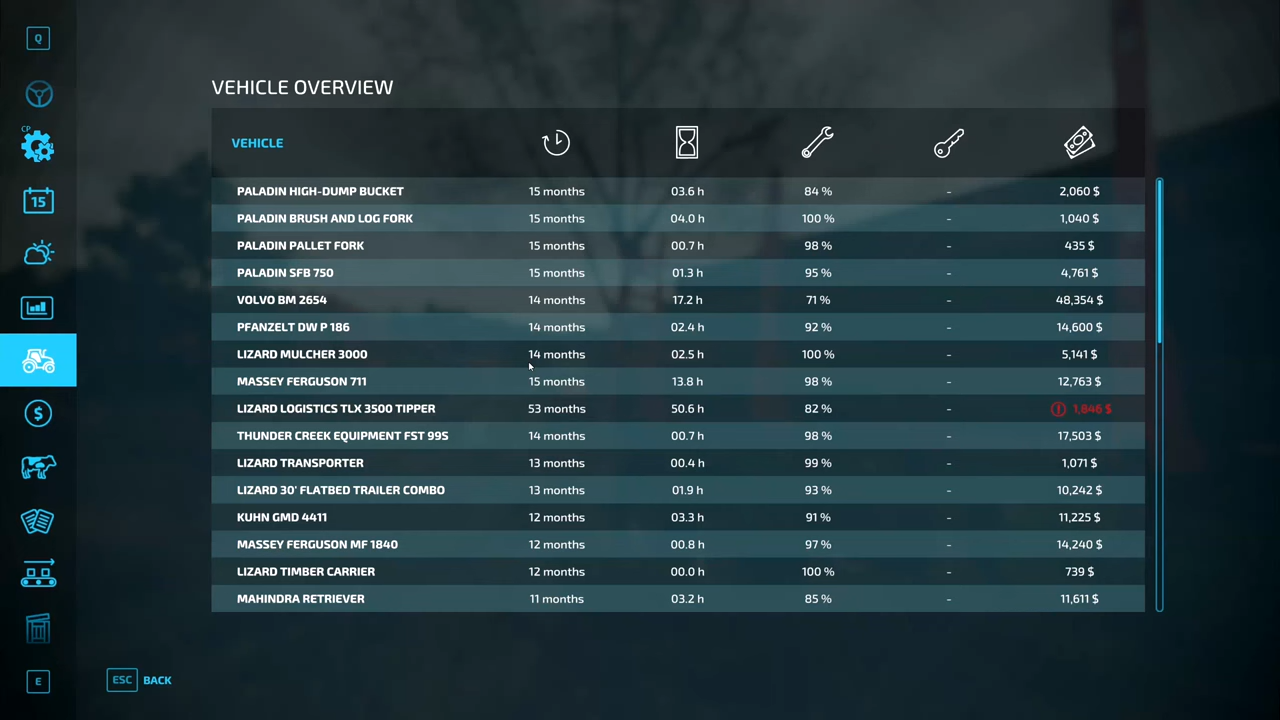 Q
CP
15
VEHICLE OVERVIEW
VEHICLE
PALADIN HIGH-DUMP BUCKET 15 months 03.6 h 84 % - 2,060 $
PALADIN BRUSH AND LOG FORK 15 months 04.0 h 100 % - 1,040 $
PALADIN PALLET FORK 15 months 00.7 h 98 % - 435 $
PALADIN SFB 750 15 months 01.3 h 95 % - 4,761 $
VOLVO BM 2654 14 months 17.2 h 71 % - 48,354 $
PFANZELT DW P 186 14 months 02.4 h 92 % - 14,600 $
LIZARD MULCHER 3000 14 months 02.5 h 100 % - 5,141 $
MASSEY FERGUSON 711 15 months 13.8 h 98 % - 12,763 $
LIZARD LOGISTICS TLX 3500 TIPPER 53 months 50.6 h 82 % - 1,846 $
THUNDER CREEK EQUIPMENT FST 995 14 months 00.7 h 98 % - 17,503 $
LIZARD TRANSPORTER 13 months 00.4 h 99 % - 1,071 $
LIZARD 30' FLATBED TRAILER COMBO 13 months 01.9 h 93 % - 10,242 $
KUHN GMD 4411 12 months 03.3 h 91 % - 11,225 $
MASSEY FERGUSON MF 1840 12 months 00.8 h 97 % - 14,240 $
LIZARD TIMBER CARRIER 12 months 00.0 h 100 % - 739 $
MAHINDRA RETRIEVER 11 months 03.2 h 85 % - 11,611 $
E
ESC BACK